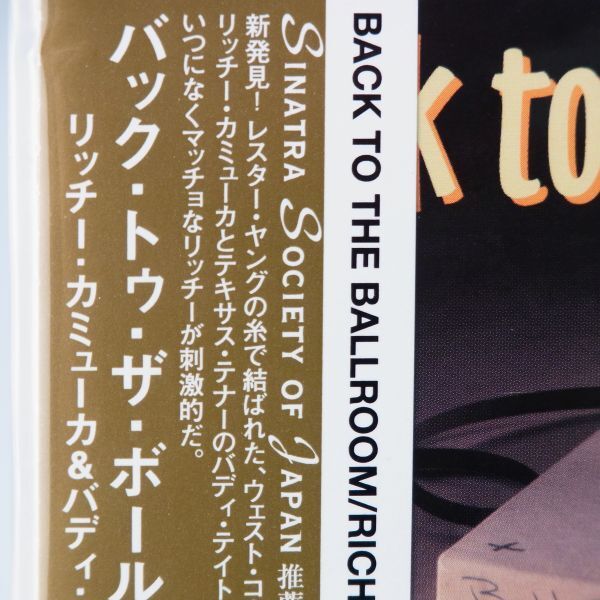 k to
BACK TO THE BALLROOM/RICH
SINATRA SOCIETY OF JAPAN 推薦
新発見！レスター・ヤングの糸で結ばれた、ウェスト・コ
リッチー・カミューカとテキサス・テナーのバディ・テイト
いつになくマッチョなリッチーが刺激的だ。
バック・トゥ・ザ・ボール
リッチー・カミューカ&バディ・